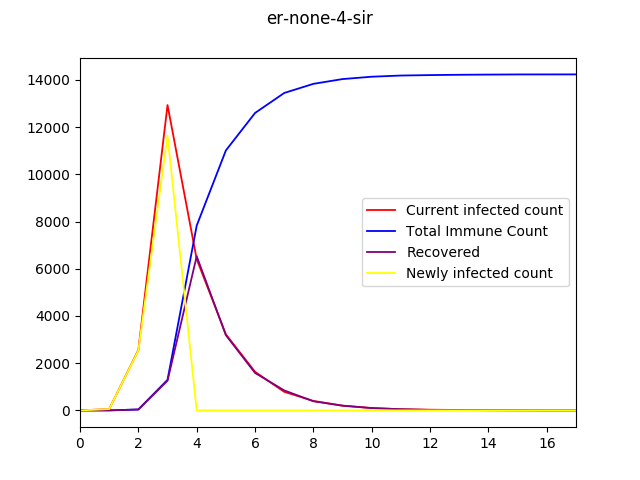 er-none-4-sir
14000
12000
10000
8000
6000
4000
2000
0
Current infected count
Total Immune Count
Recovered
Newly infected count
0 2 4 6 8 10 12 14 16